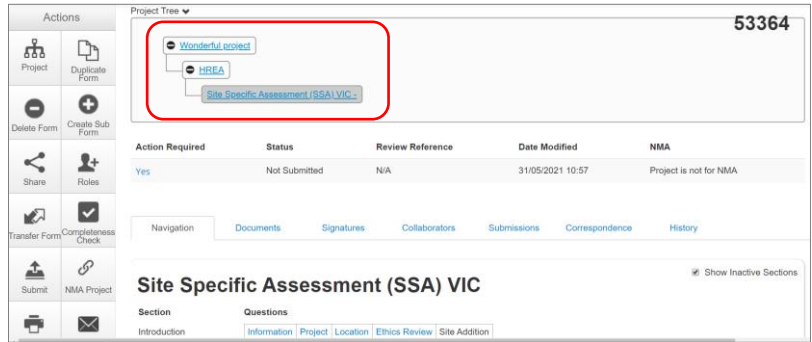 Actions
Project
Duplicate
Form
Delete Form
Create Sub
Form
Share
Roles
Transfer Form
Completeness
Check
Submit
NMA Project
Project Tree
53364
Wonderful project
HREA
Site Specific Assessment (SSA) VIC -
Action Required Status Review Reference Date Modified NMA
Yes Not Submitted N/A 31/05/2021 10:57 Project is not for NMA
Navigation Documents Signatures Collaborators Submissions Correspondence History
Show Inactive Sections
Site Specific Assessment (SSA) VIC
Section Questions
Introduction Information Project Location Ethics Review Site Addition